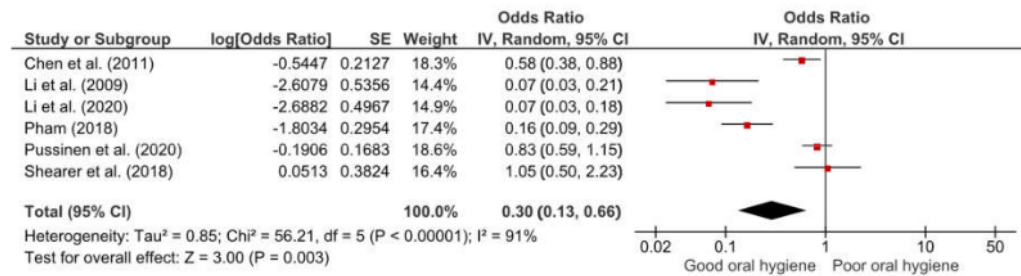 Odds Ratio Odds Ratio
Study or Subgroup log[Odds Ratio] SE Weight IV, Random, 95% CI IV, Random, 95% CI
Chen et al. (2011) -0.5447 0.2127 18.3% 0.58 (0.38, 0.88)
Li et al. (2009) -2.6079 0.5356 14.4% 0.07 (0.03, 0.21)
Li et al. (2020) -2.6882 0.4967 14.9% 0.07 (0.03, 0.18)
Pham (2018) -1.8034 0.2954 17.4% 0.16 (0.09, 0.29)
Pussinen et al. (2020) -0.1906 0.1683 18.6% 0.83 (0.59, 1.15)
Shearer et al. (2018) 0.0513 0.3824 16.4% 1.05 (0.50, 2.23)
Total (95% CI) 100.0% 0.30 (0.13, 0.66)
Heterogeneity: Tau² = 0.85; Chi² = 56.21, df = 5 (P < 0.00001); I² = 91%
Test for overall effect: Z = 3.00 (P = 0.003)
0.02 0.1 1 10 50
Good oral hygiene Poor oral hygiene